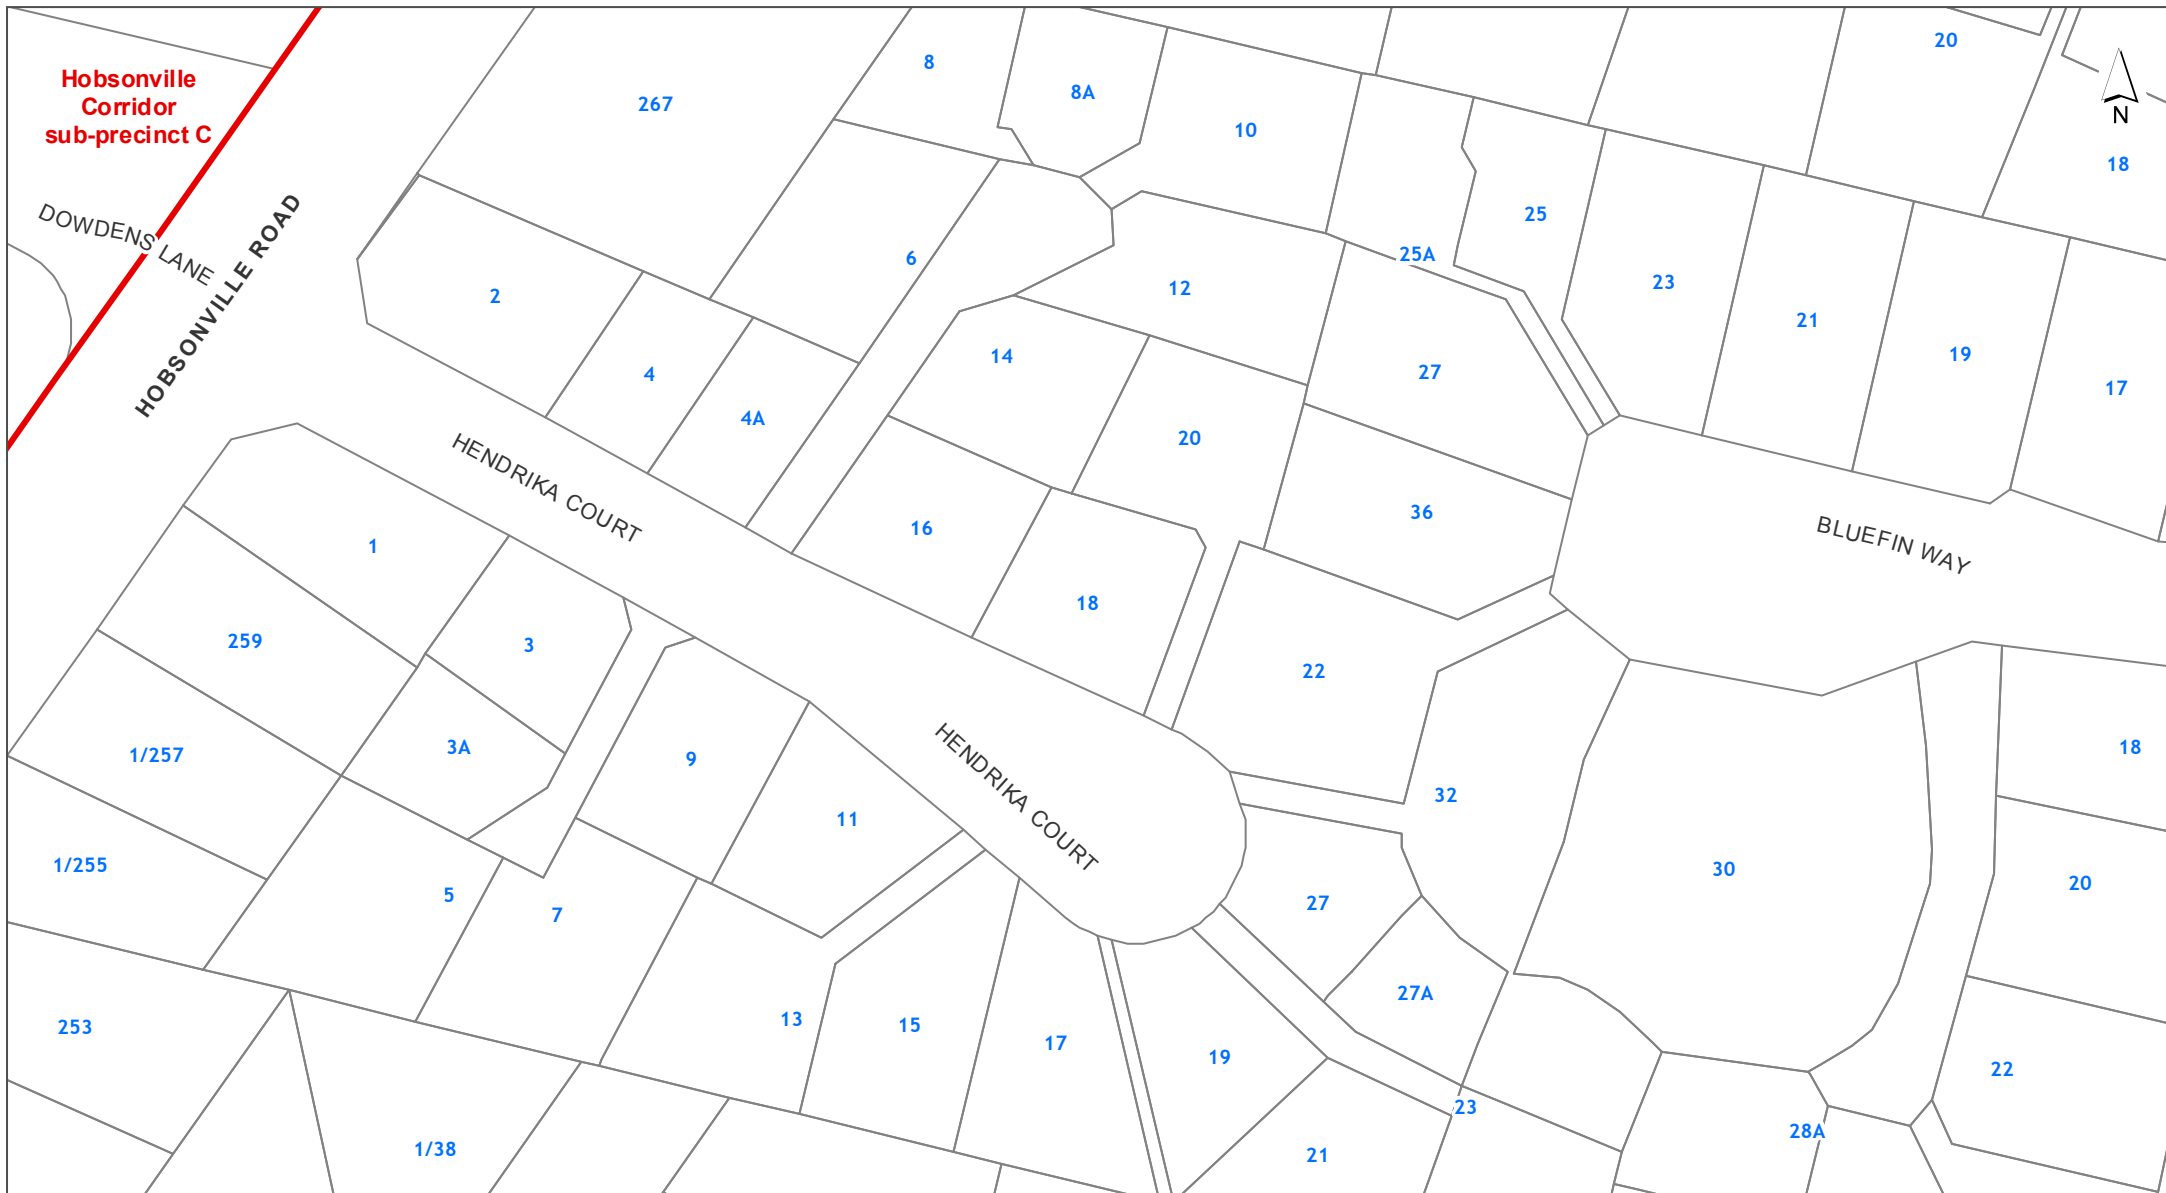 20
8
Hobsonville
Corridor
sub-precinct C
8A
267
N
10
18
DOWDENS LANE
25
HOBSONVILLE ROAD
6
25A
23
2
12
21
19
14
27
4
17
4A
20
HENDRIKA COURT
36
16
1
BLUEFIN WAY
18
259
3
22
3A
18
1/257
9
32
HENDRIKA COURT
11
1/255
30
20
5
27
7
27A
13
15
253
17
19
22
23
28A
1/38
21